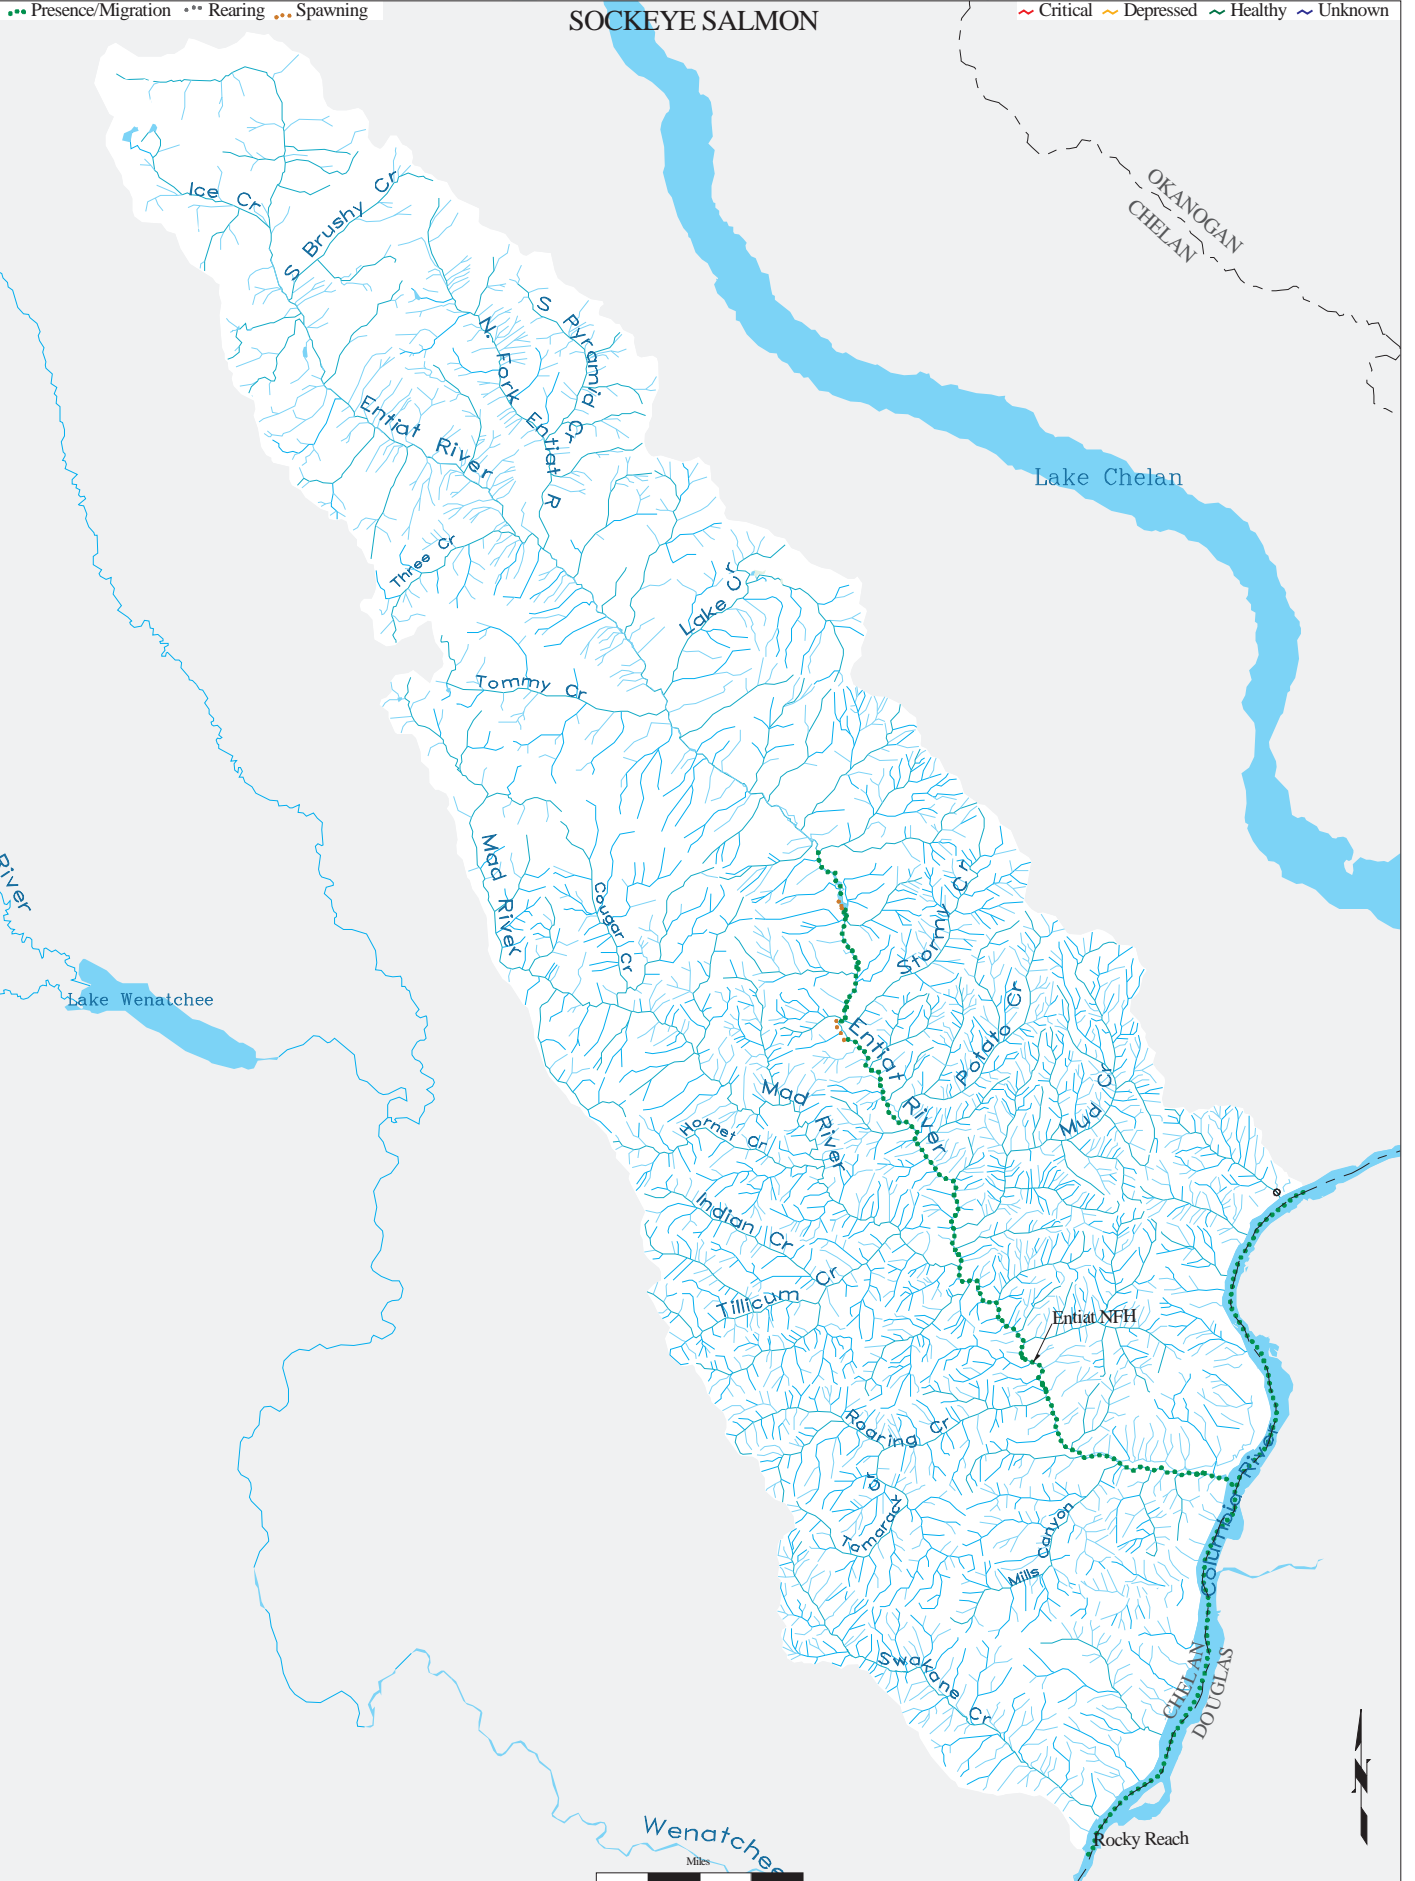 Presence/Migration Rearing Spawning
SOCKEYE SALMON
Critical Depressed Healthy Unknown
OKANOGAN
CHELAN
Ice Cr
S Brushy Cr
S Pyramid Cr
N. Fork Entiat R
Entiat River
Lake Chelan
Three Cr
Lake Cr
Tommy Cr
Mad River
Cougar Cr
Stormy Cr
River
Lake Wenatchee
Potato Cr
Entiat River
Mud Cr
Mad River
Hornet Cr
Indian Cr
Tillicum Cr
Entiat NFH
Roaring Cr
Columbia River
Tamarack Cr
Mills Canyon
Swakane Cr
CHELAN
DOUGLAS
N
Wenatchee
Rocky Reach
Miles